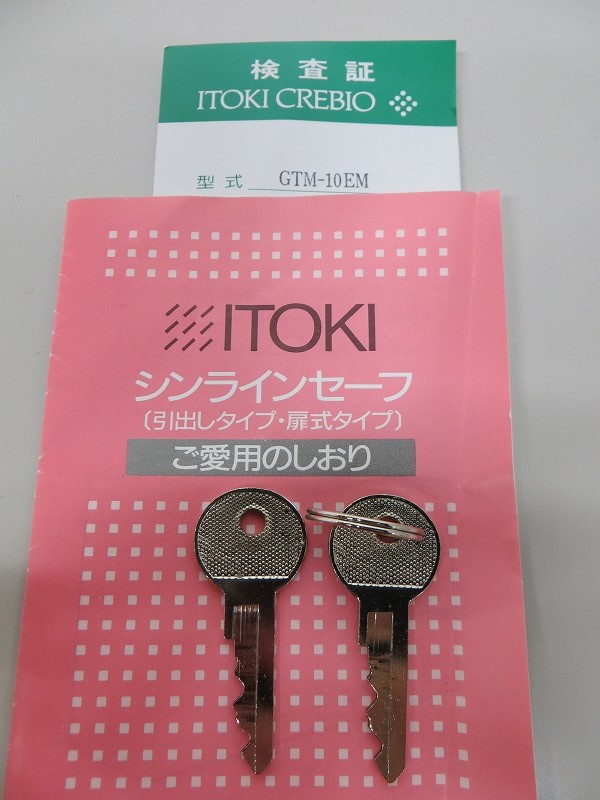 検査証
ITOKI CREBIO
型式 GTM-10EM
ITOKI
シンラインセーフ
〔引出しタイプ・扉式タイプ〕
ご愛用のしおり